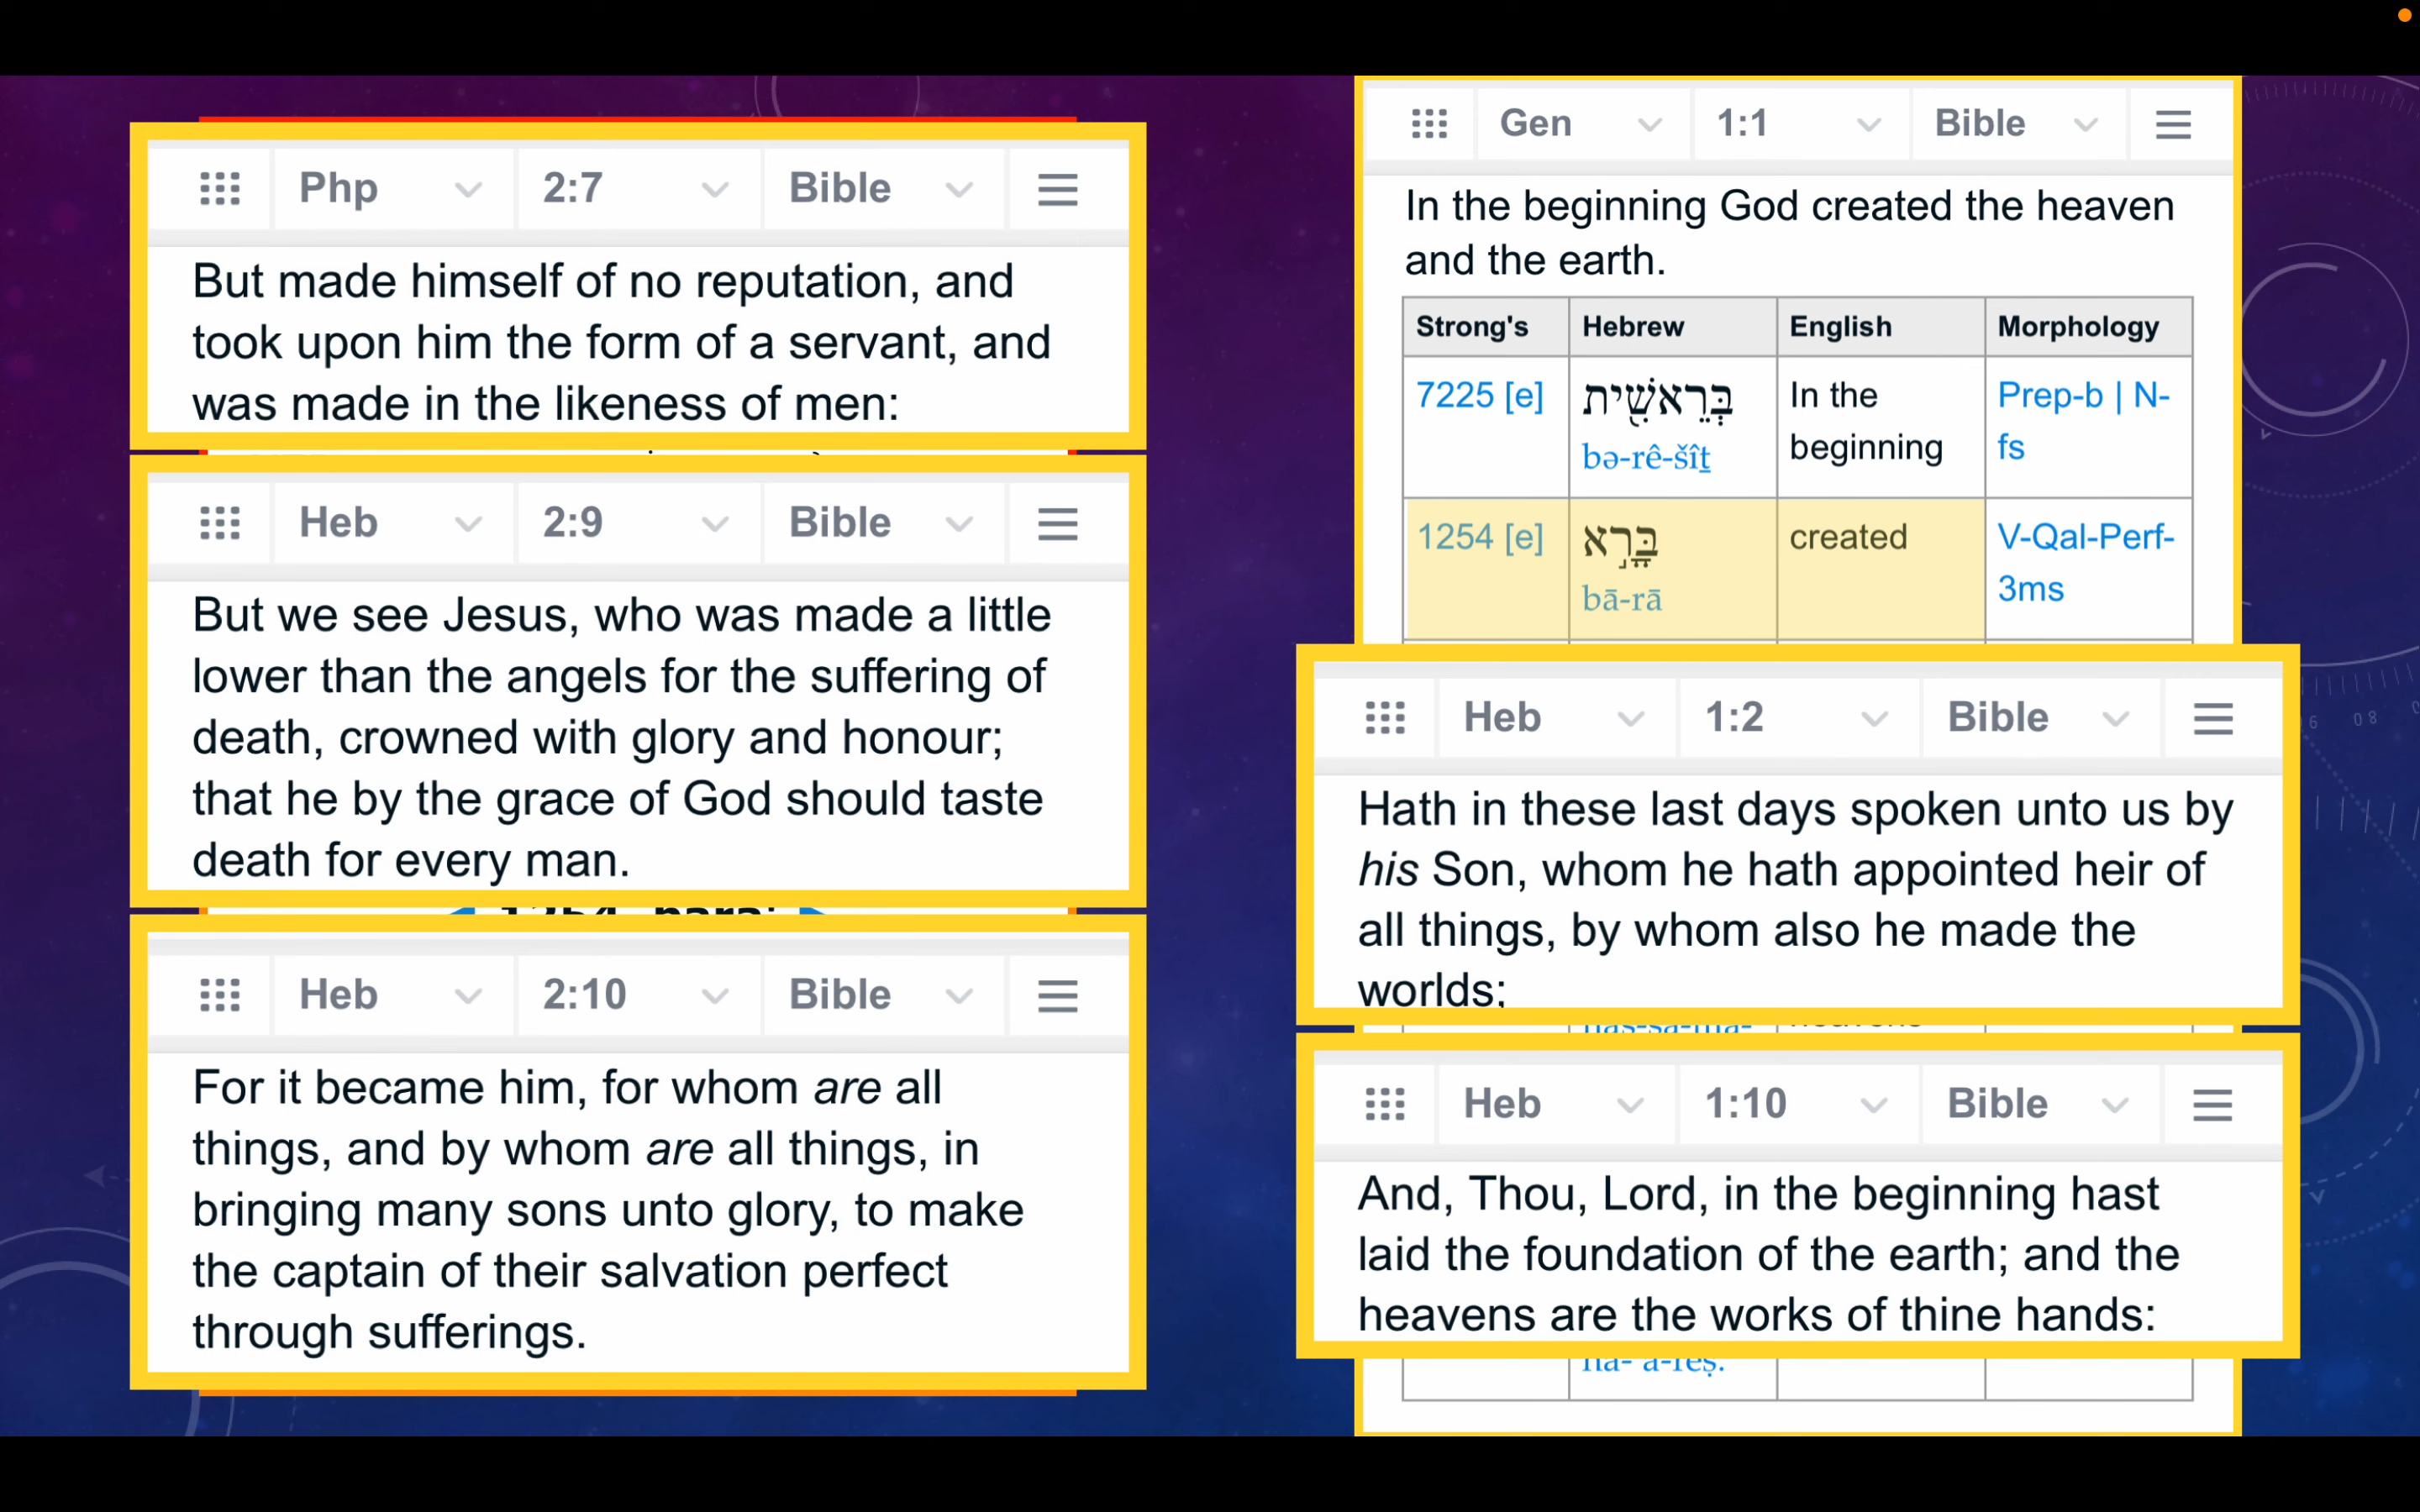 Php 2:7 Bible
But made himself of no reputation, and
took upon him the form of a servant, and
was made in the likeness of men:
Heb 2:9 Bible
But we see Jesus, who was made a little
lower than the angels for the suffering of
death, crowned with glory and honour;
that he by the grace of God should taste
death for every man.
Heb 2:10 Bible
For it became him, for whom are all
things, and by whom are all things, in
bringing many sons unto glory, to make
the captain of their salvation perfect
through sufferings.
Gen 1:1 Bible
In the beginning God created the heaven
and the earth.
Strong's Hebrew English Morphology
7225 [e] בְּרֵאשִׁ֖ית In the Prep-b | N-
bə-rê-šîṯ beginning fs
1254 [e] בָּרָ֣א created V-Qal-Perf-
bā-rā 3ms
Heb 1:2 Bible
Hath in these last days spoken unto us by
his Son, whom he hath appointed heir of
all things, by whom also he made the
worlds;
Heb 1:10 Bible
And, Thou, Lord, in the beginning hast
laid the foundation of the earth; and the
heavens are the works of thine hands: